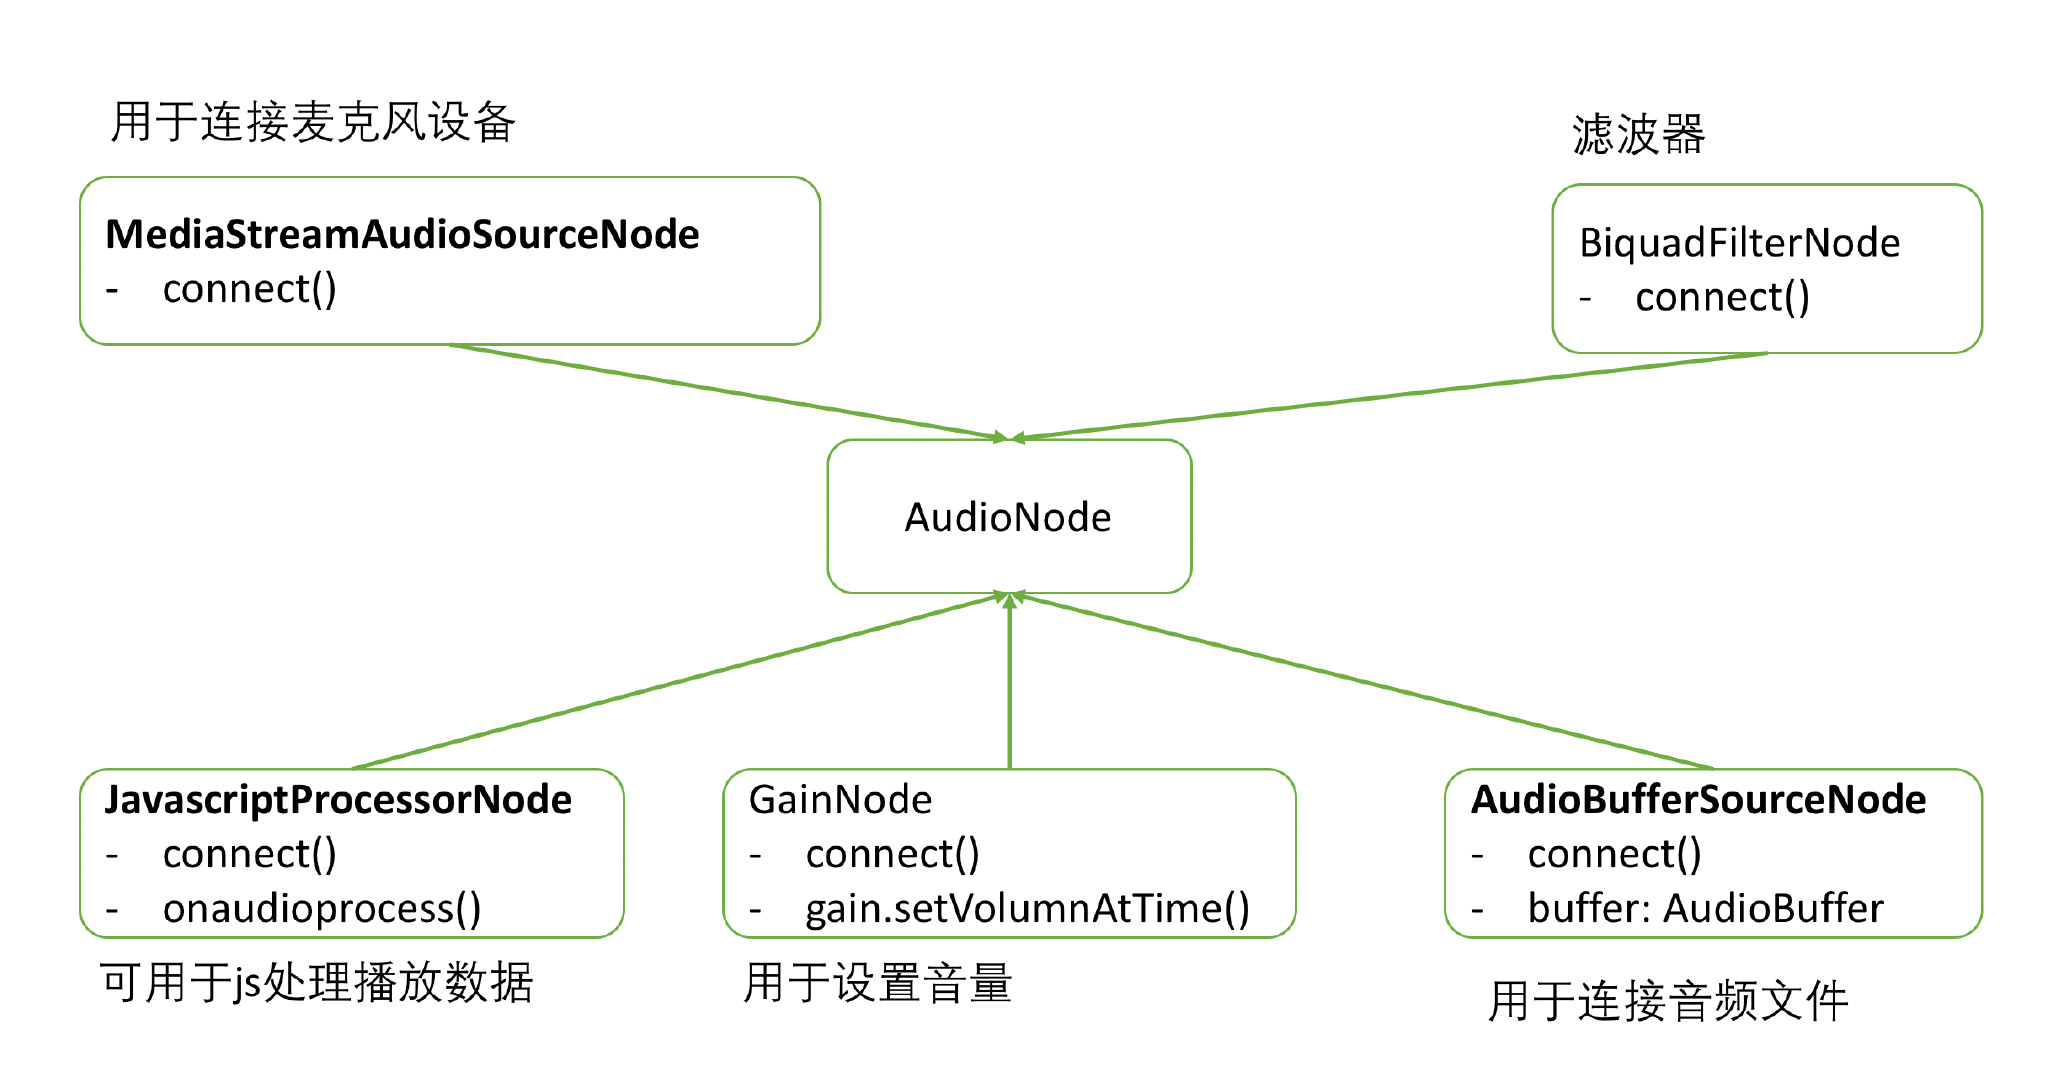 用于连接麦克风设备
滤波器
MediaStreamAudioSourceNode
- connect()
BiquadFilterNode
- connect()
AudioNode
JavascriptProcessorNode
- connect()
- onaudioprocess()
GainNode
- connect()
- gain.setVolumnAtTime()
AudioBufferSourceNode
- connect()
- buffer: AudioBuffer
可用于js处理播放数据
用于设置音量
用于连接音频文件